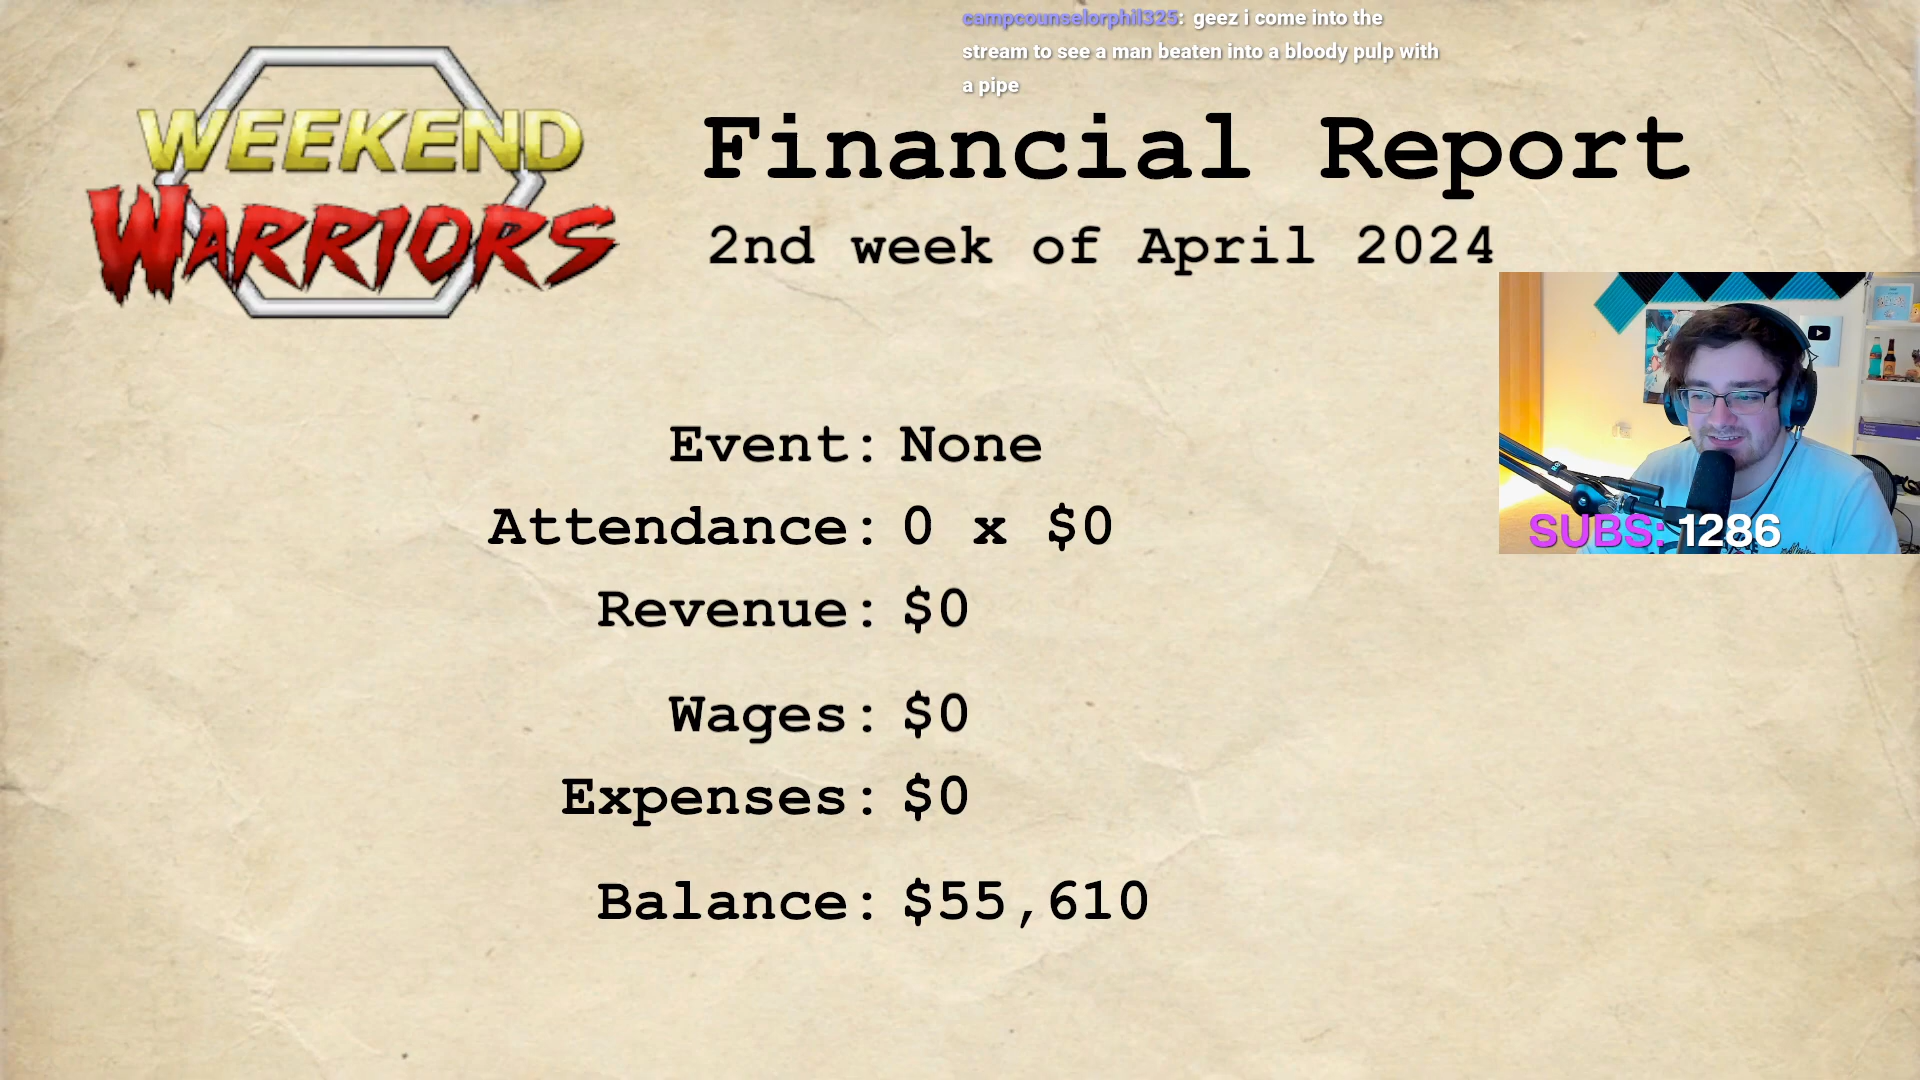 campcounselorphil325: geez i come into the
stream to see a man beaten into a bloody pulp with
a pipe
WEEKEND
WARRIORS
Financial Report
2nd week of April 2024
Event: None
Attendance: 0 x $0
Revenue: $0
Wages: $0
Expenses: $0
Balance: $55,610
SUBS: 1286